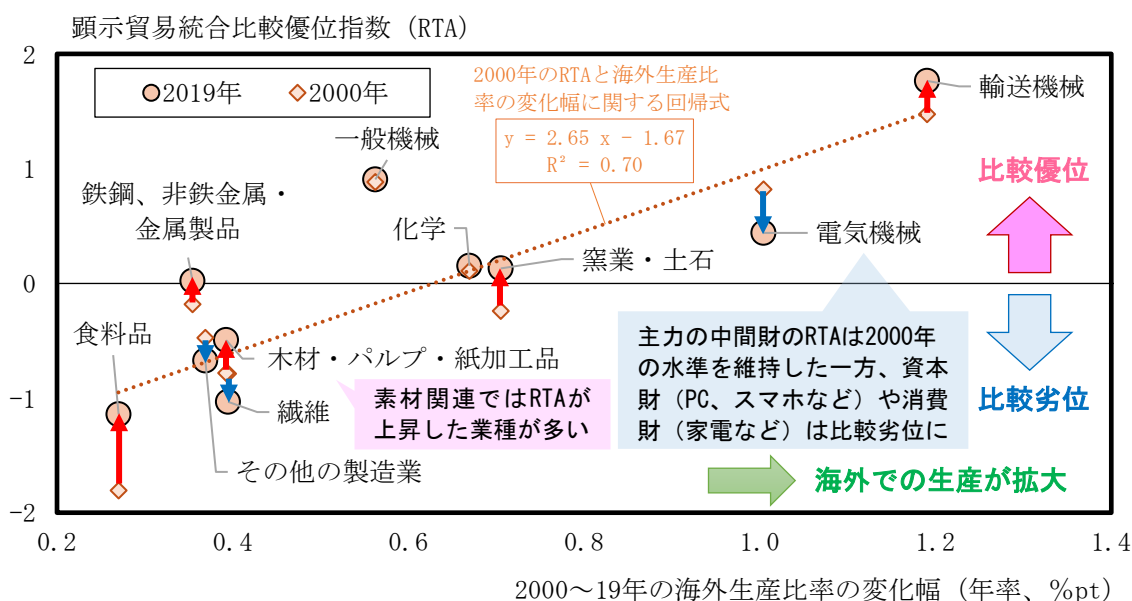 顕示貿易統合比較優位指数（RTA）
2
1
0
−1
−2
2019年
2000年
2000年のRTAと海外生産比
率の変化幅に関する回帰式
y = 2.65 x − 1.67
R² = 0.70
輸送機械
一般機械
比較優位
鉄鋼、非鉄金属・
金属製品
化学
窯業・土石
電気機械
食料品
木材・パルプ・紙加工品
繊維
その他の製造業
素材関連ではRTAが
上昇した業種が多い
主力の中間財のRTAは2000年
の水準を維持した一方、資本
財（PC、スマホなど）や消費
財（家電など）は比較劣位に
比較劣位
海外での生産が拡大
0.2
0.4
0.6
0.8
1.0
1.2
1.4
2000～19年の海外生産比率の変化幅（年率、%pt）